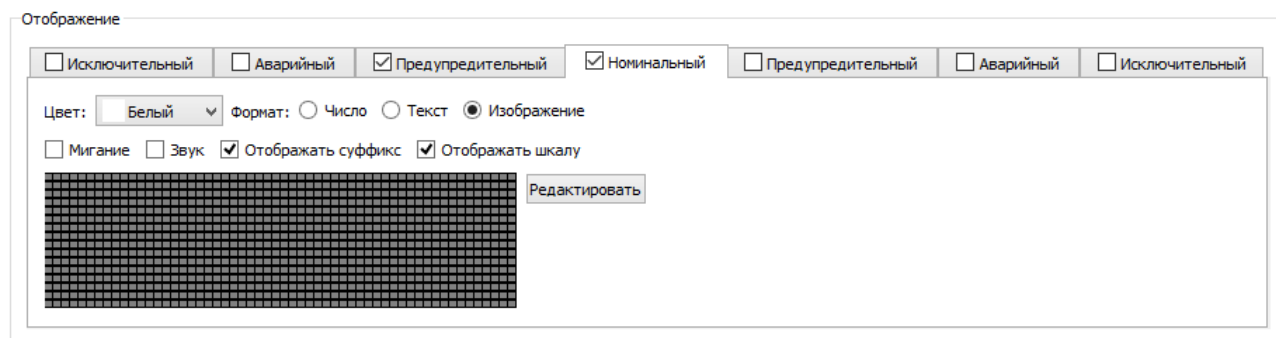 Отображение
Исключительный Аварийный Предупредительный Номинальный Предупредительный Аварийный Исключительный
Цвет: Белый Формат: Число Текст Изображение
Мигание Звук Отображать суффикс Отображать шкалу
Редактировать